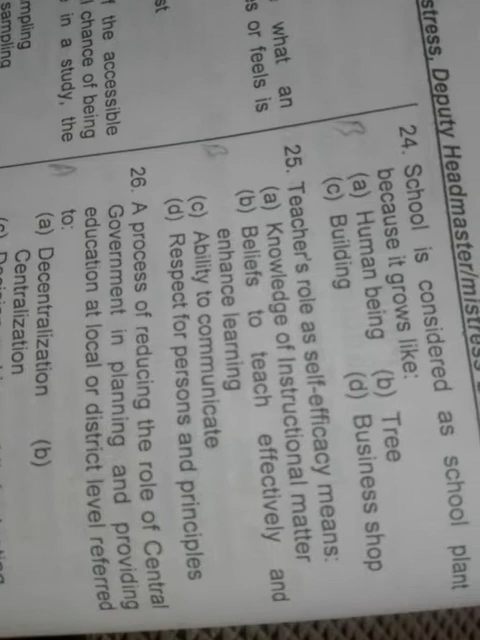 stress, Deputy Headmaster/mistress
what an
es or feels is
st
f the accessible
l chance of being
in a study, the
mpling
sampling
24. School is considered as school plant
because it grows like:
(a) Human being (b) Tree
(c) Building (d) Business shop
B
25. Teacher's role as self-efficacy means:
(a) Knowledge of Instructional matter
(b) Beliefs to teach effectively and
enhance learning
(c) Ability to communicate
(d) Respect for persons and principles
B
26. A process of reducing the role of Central
Government in planning and providing
education at local or district level referred
to:
A
(a) Decentralization (b)
Centralization